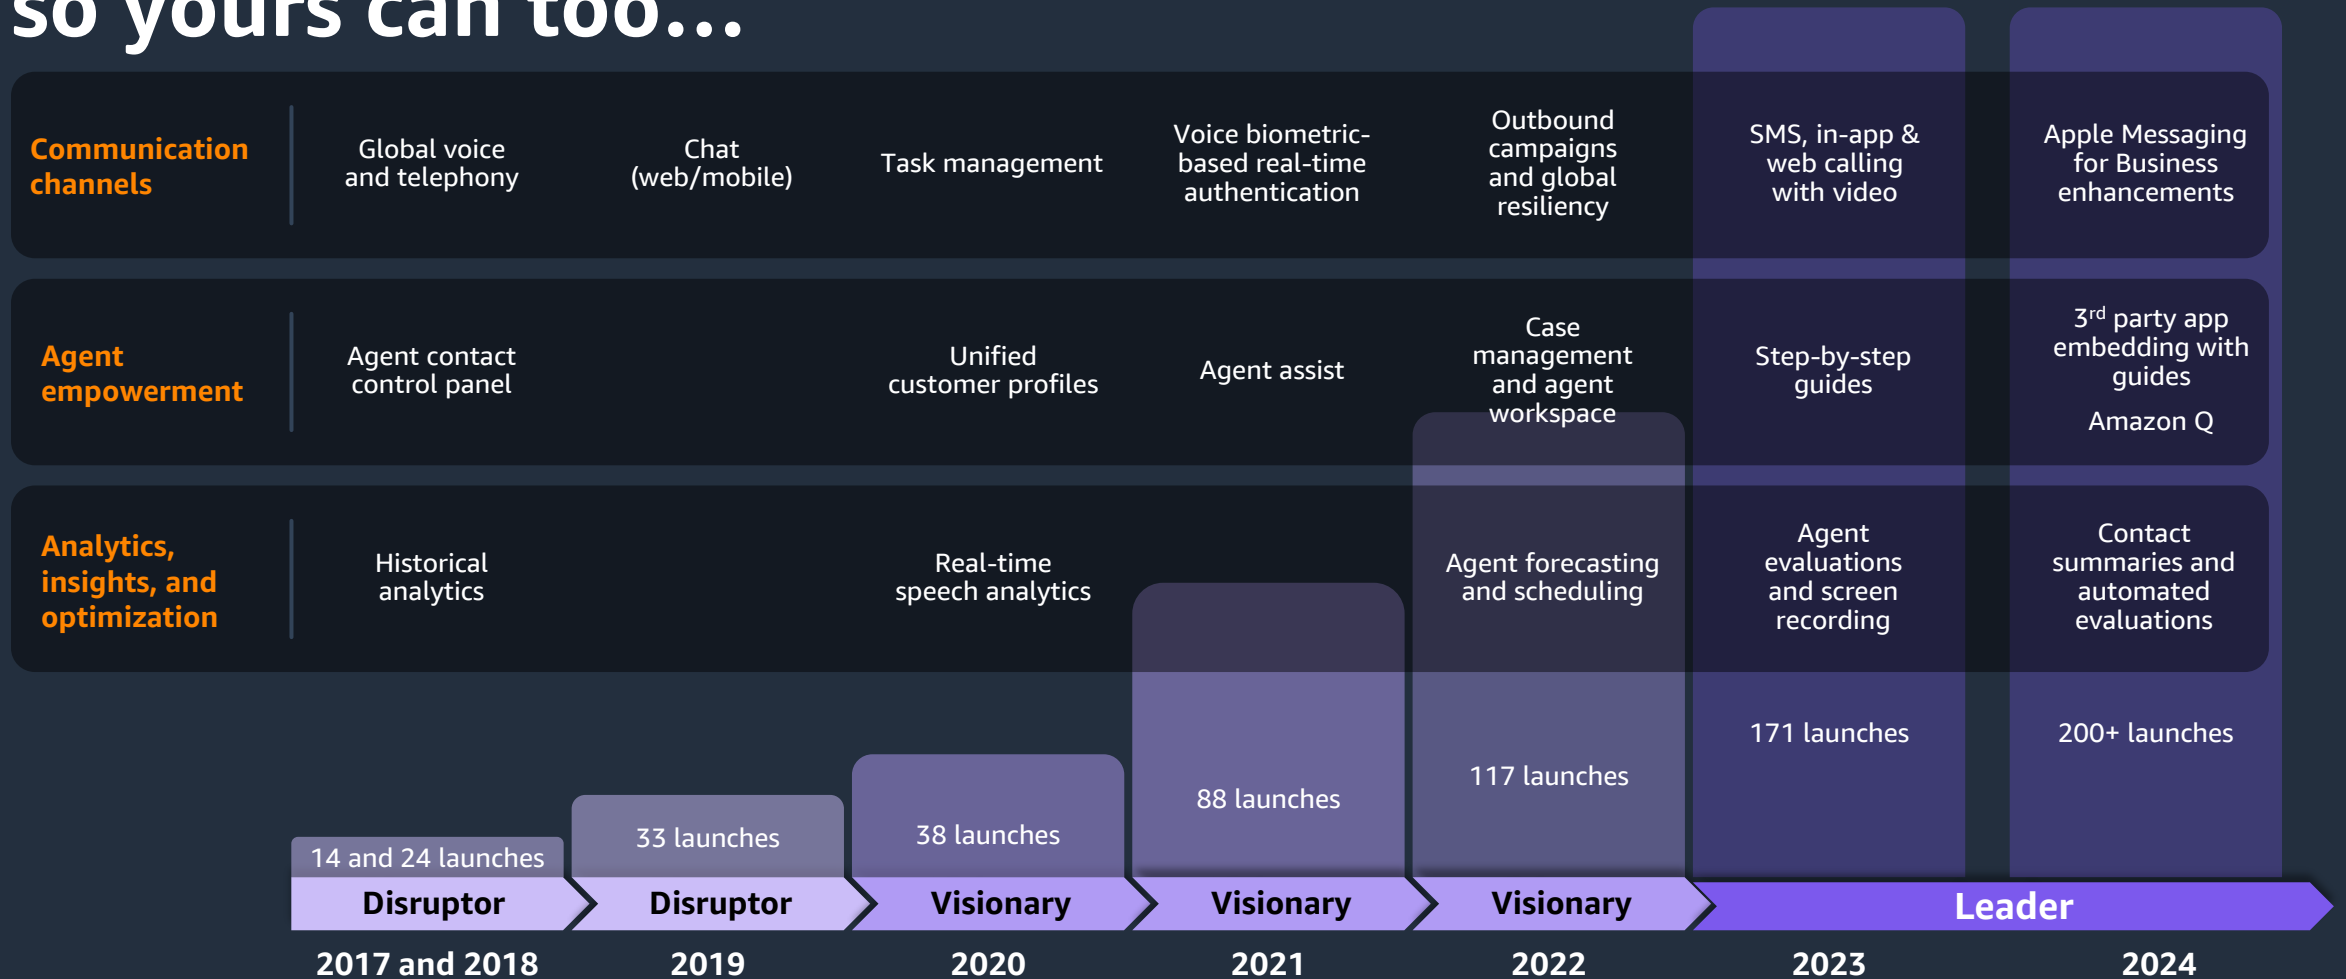 so yours can too...
Communication
channels
Global voice
and telephony
Chat
(web/mobile)
Task management
Voice biometric-
based real-time
authentication
Outbound
campaigns
and global
resiliency
SMS, in-app &
web calling
with video
Apple Messaging
for Business
enhancements
Agent
empowerment
Agent contact
control panel
Unified
customer profiles
Agent assist
Case
management
and agent
workspace
Step-by-step
guides
3rd party app
embedding with
guides
Amazon Q
Analytics,
insights, and
optimization
Historical
analytics
Real-time
speech analytics
Agent forecasting
and scheduling
Agent
evaluations
and screen
recording
Contact
summaries and
automated
evaluations
14 and 24 launches
33 launches
38 launches
88 launches
117 launches
171 launches
200+ launches
Disruptor
Disruptor
Visionary
Visionary
Visionary
Leader
2017 and 2018
2019
2020
2021
2022
2023
2024